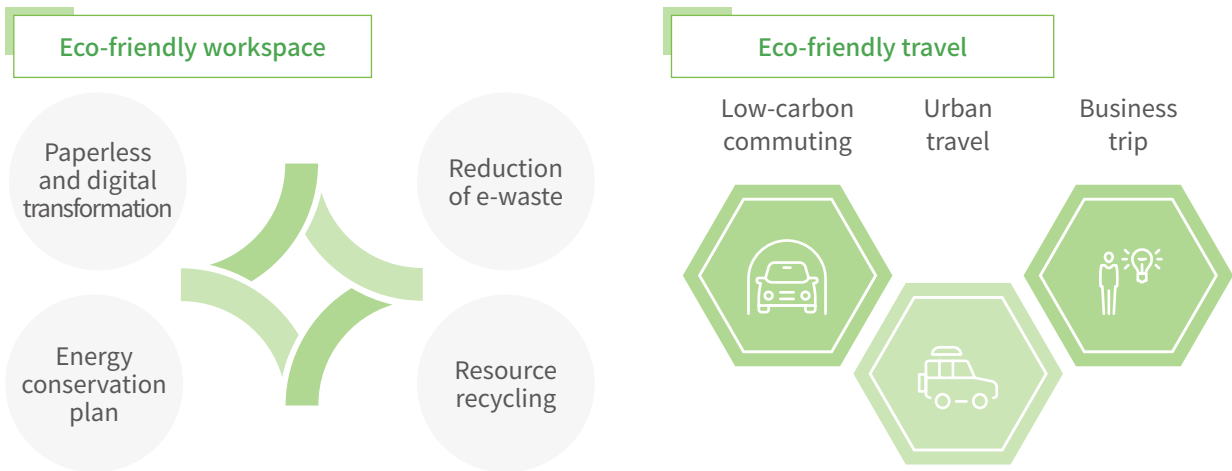 Eco-friendly workspace
Paperless
and digital
transformation
Reduction
of e-waste
Energy
conservation
plan
Resource
recycling
Eco-friendly travel
Low-carbon
commuting
Urban
travel
Business
trip